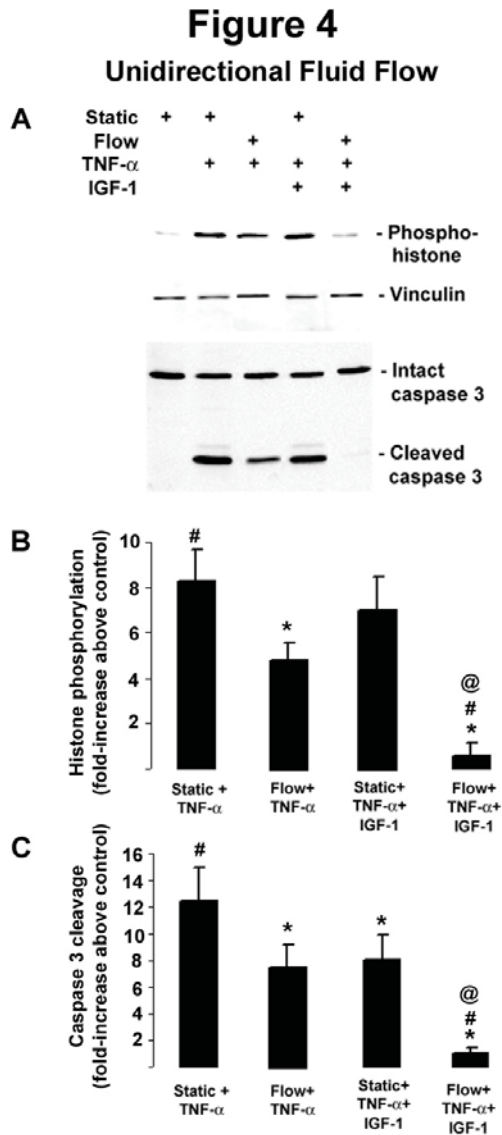 Figure 4
Unidirectional Fluid Flow
A
Static + + +
Flow + +
TNF-α + + + +
IGF-1 + +
- Phospho-
histone
- Vinculin
- Intact
caspase 3
- Cleaved
caspase 3
B
Histone phosphorylation
(fold-increase above control)
10
8
6
4
2
#
*
@
#
*
Static +
TNF-α
Flow+
TNF-α
Static+
TNF-α+
IGF-1
Flow+
TNF-α+
IGF-1
C
Caspase 3 cleavage
(fold-increase above control)
16
14
12
10
8
6
4
2
#
*
*
@
#
*
Static +
TNF-α
Flow+
TNF-α
Static+
TNF-α+
IGF-1
Flow+
TNF-α+
IGF-1